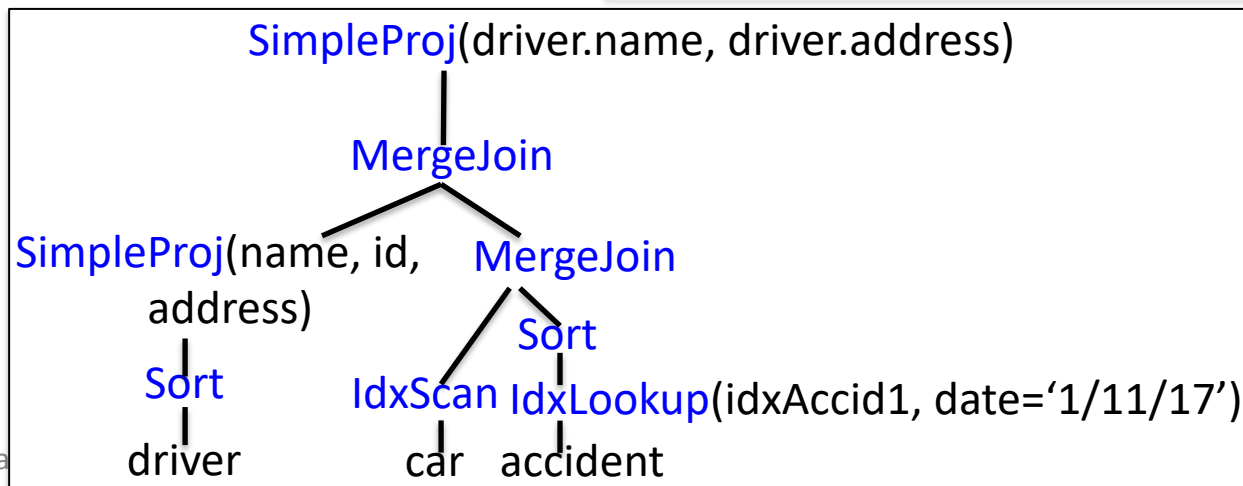 SimpleProj(driver.name, driver.address)
MergeJoin
SimpleProj(name, id,
address)
MergeJoin
Sort
Sort
IdxScan
IdxLookup(idxAccid1, date=‘1/11/17’)
a
driver
car
accident